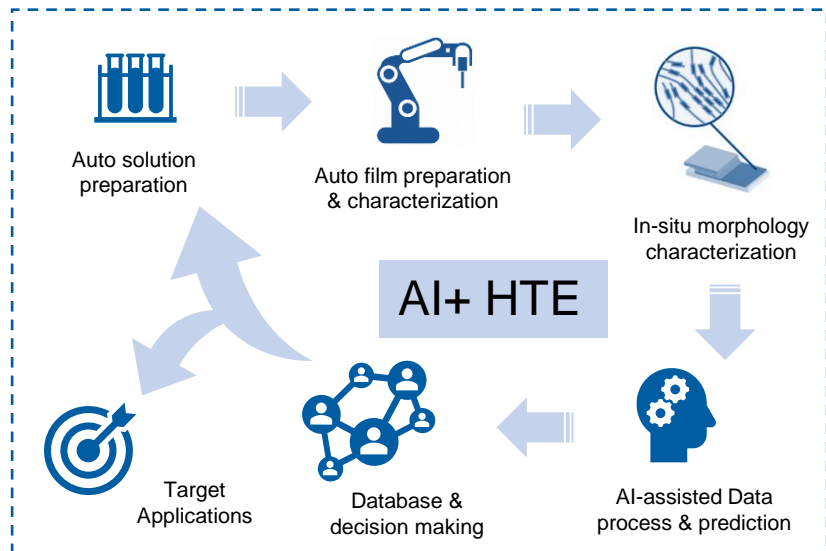 Auto solution
preparation
Auto film preparation
& characterization
In-situ morphology
characterization
AI+ HTE
Target
Applications
Database &
decision making
AI-assisted Data
process & prediction